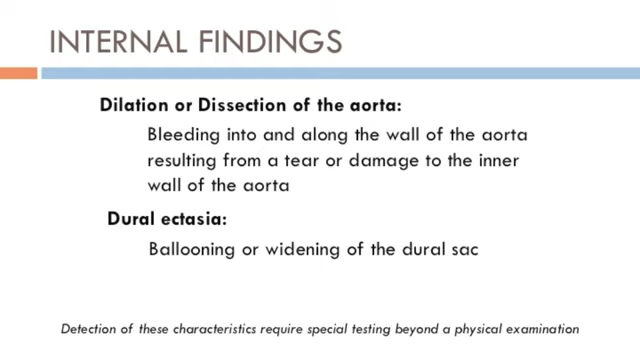 INTERNAL FINDINGS
Dilation or Dissection of the aorta:
Bleeding into and along the wall of the aorta
resulting from a tear or damage to the inner
wall of the aorta
Dural ectasia:
Ballooning or widening of the dural sac
Detection of these characteristics require special testing beyond a physical examination